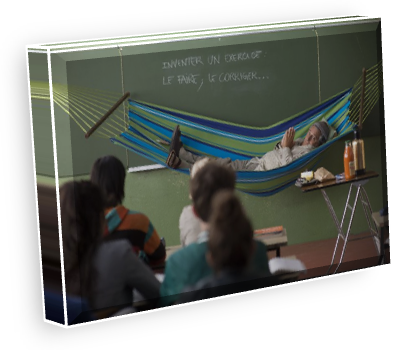 INVENTER UN EXERCICE
LE FAIRE, LE CORRIGER...